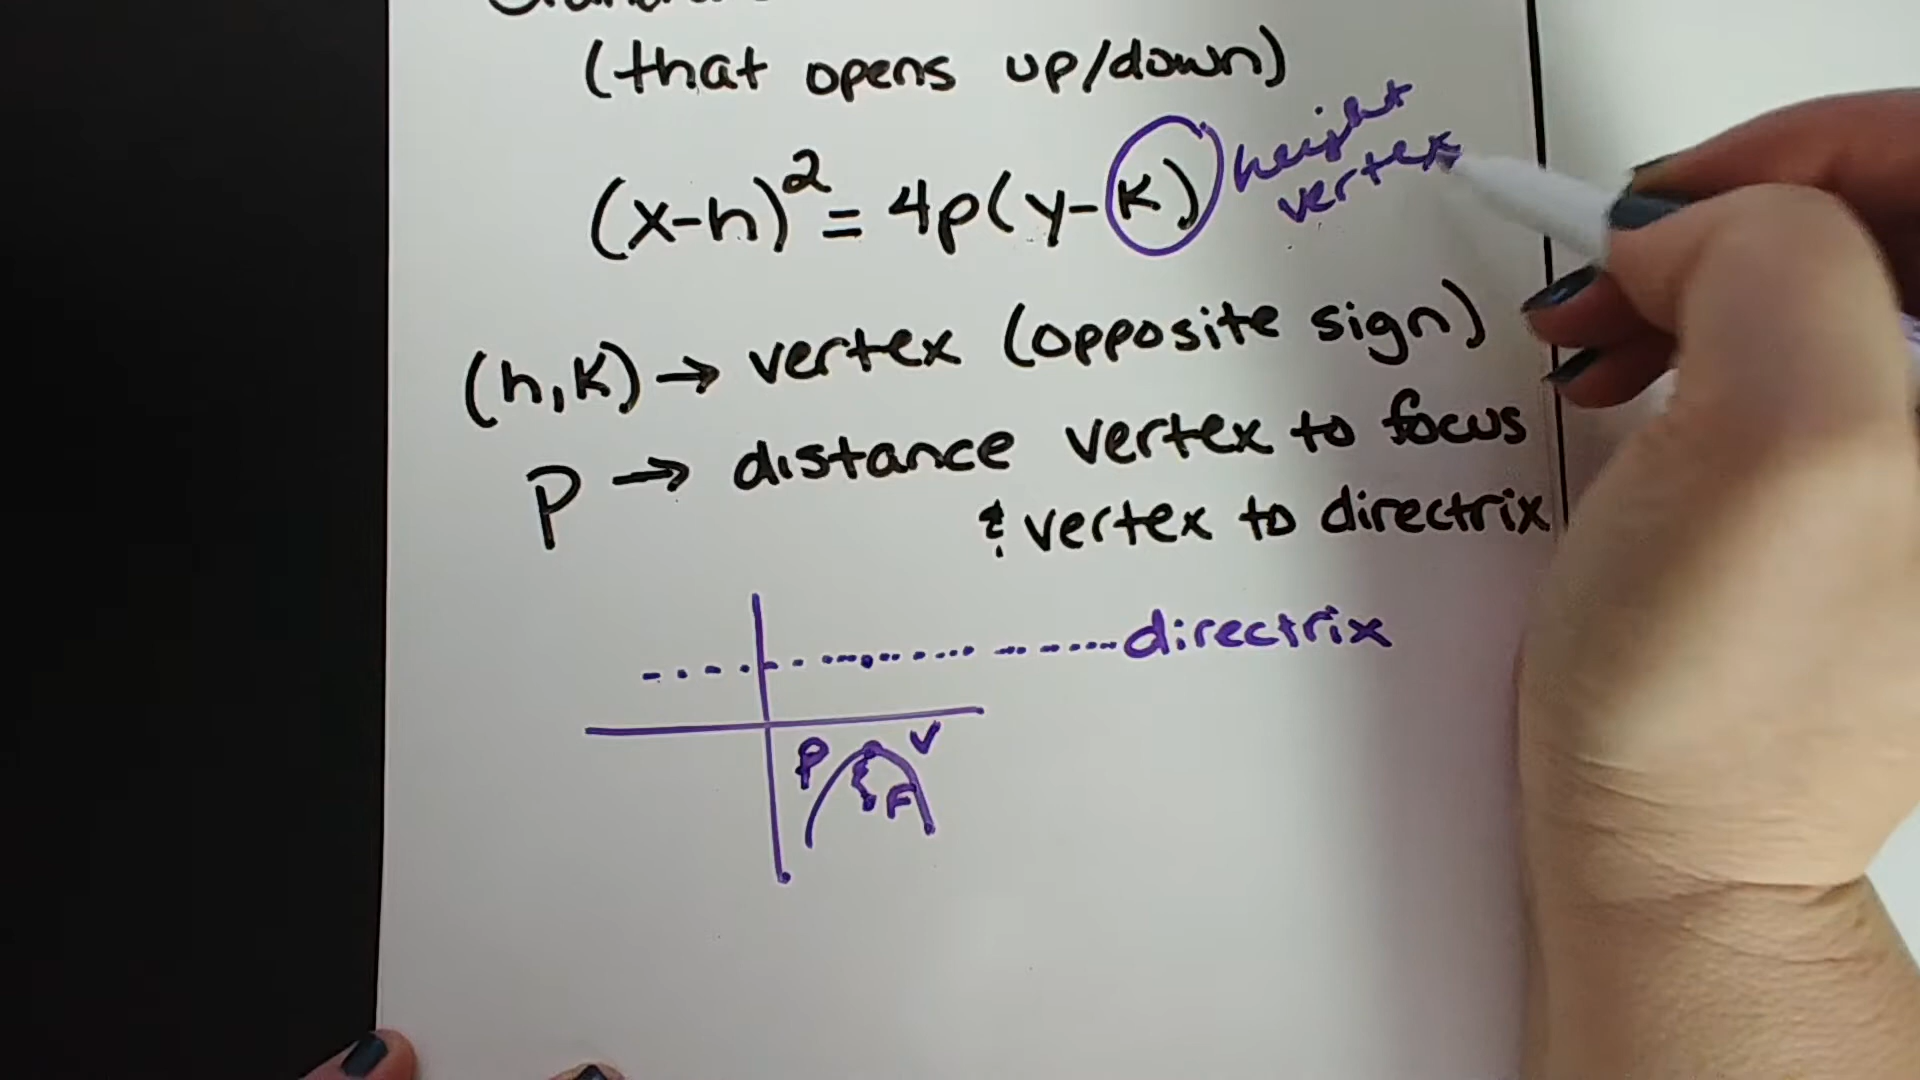 (that opens up/down)
(x-h)²= 4p(y-K)
height
vertex
(h,K)→ vertex (opposite sign)
P → distance vertex to focus
& vertex to directrix
directrix
P
V
F